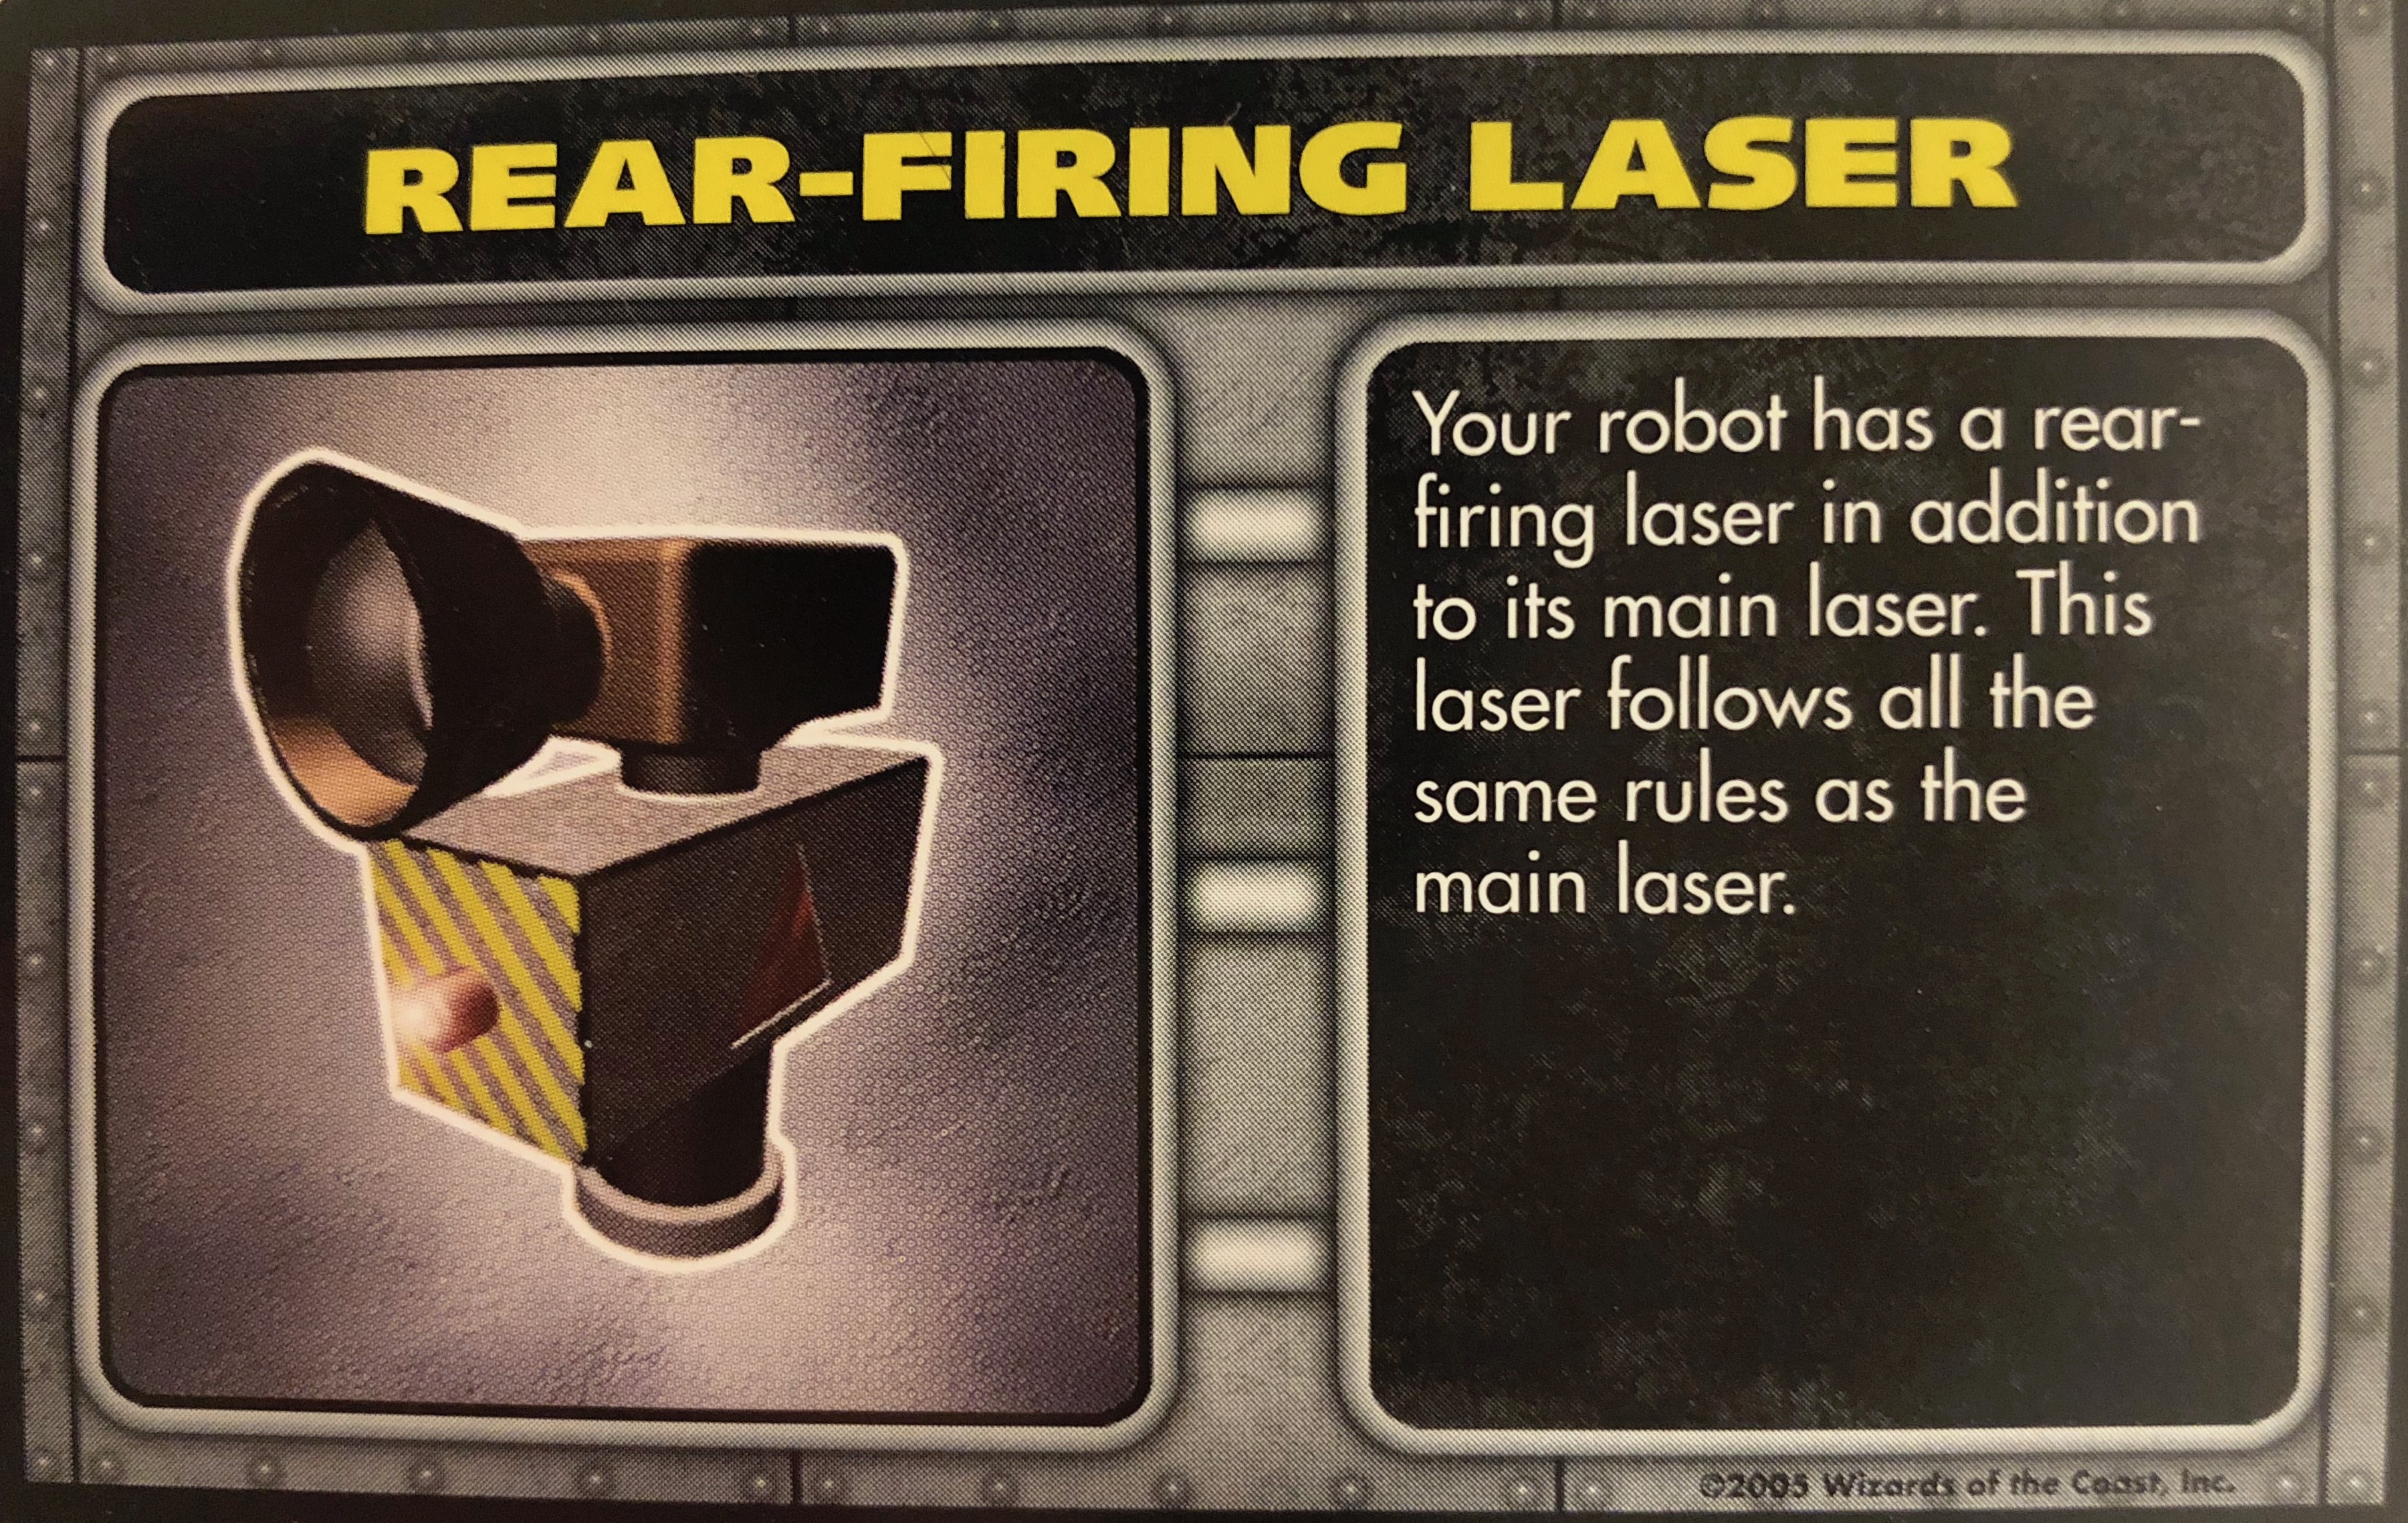 REAR-FIRING LASER
Your robot has a rear-
firing laser in addition
to its main laser. This
laser follows all the
same rules as the
main laser.
©2005 Wizards of the Coast, Inc.